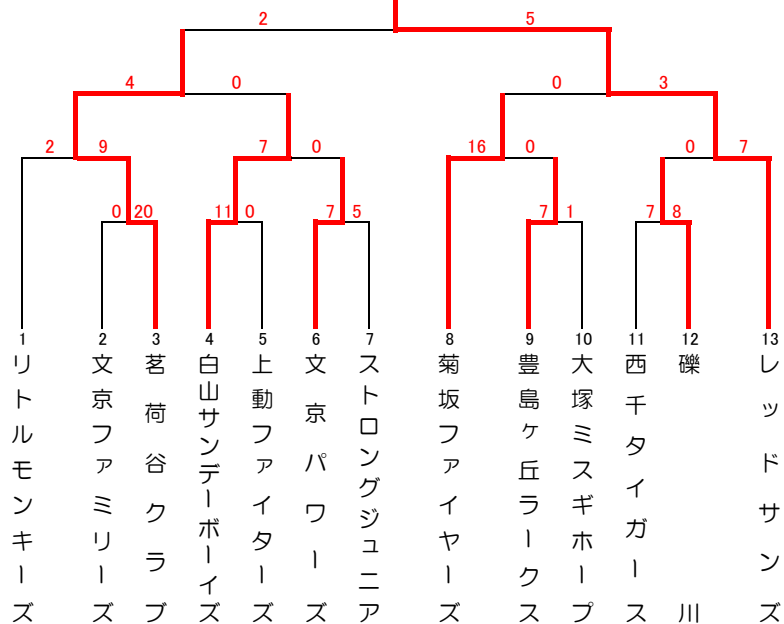 2 5
4 0 0 3
2 9 7 0 16 0 0 7
0 20 11 0 7 5 7 1 7 8
1 2 3 4 5 6 7 8 9 10 11 12 13
リトルモンキーズ
文京ファミリーズ
茗荷谷クラブ
白山サンデーボーイズ
上動ファイターズ
文京パワーズ
ストロングジュニア
菊坂ファイヤーズ
豊島ヶ丘ラークス
大塚ミスギホープ
西千タイガース
礫川
レッドサンズ